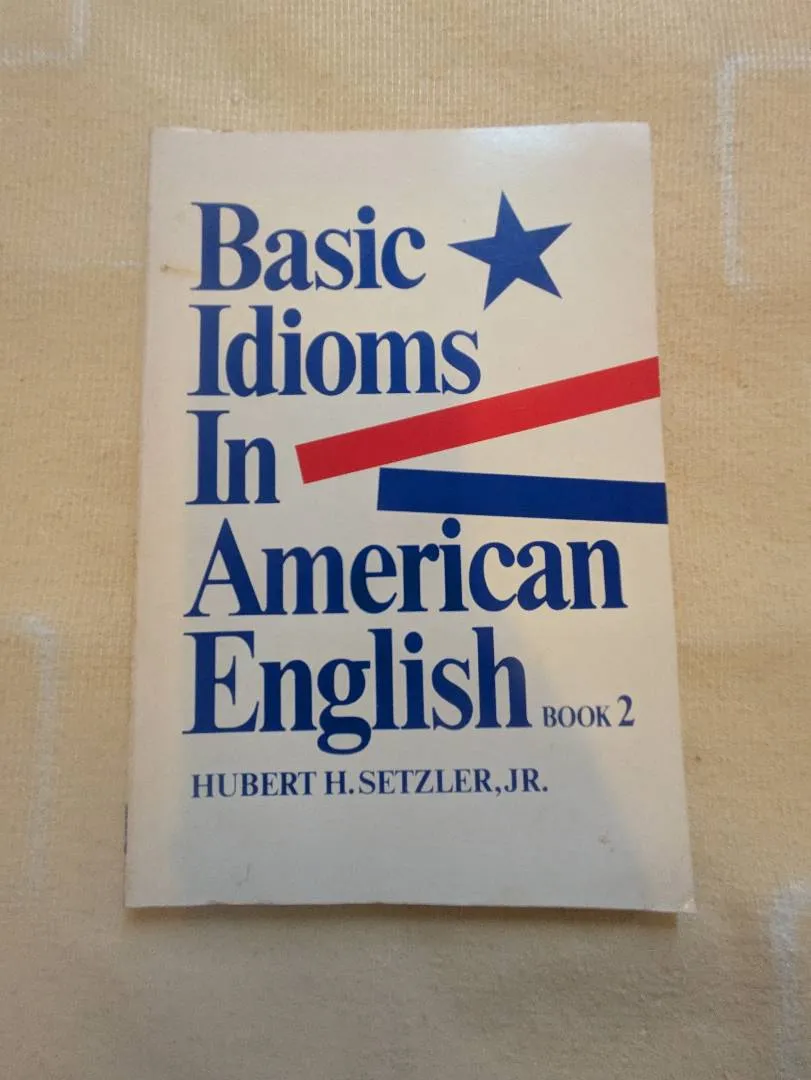 Basic
Idioms
In
American
English BOOK 2
HUBERT H. SETZLER, JR.